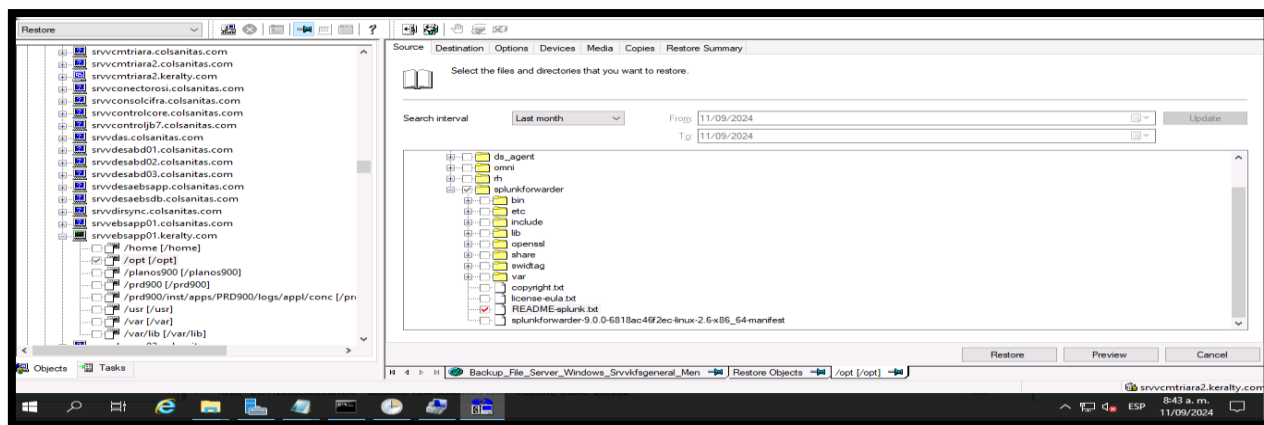 Restore
srvvcmtriara.colsanitas.com
srvvcmtriara2.colsanitas.com
srvvcmtriara2.keralty.com
srvvconectorosi.colsanitas.com
srvvconsolcifra.colsanitas.com
srvvcontrolcore.colsanitas.com
srvvcontroljb7.colsanitas.com
srvvdas.colsanitas.com
srvvdesabd01.colsanitas.com
srvvdesabd02.colsanitas.com
srvvdesabd03.colsanitas.com
srvvdesaebsapp.colsanitas.com
srvvdesaebsdb.colsanitas.com
srvvdirsync.colsanitas.com
srvvebsapp01.colsanitas.com
srvvebsapp01.keralty.com
/home [/home]
/opt [/opt]
/planos900 [/planos900]
/prd900 [/prd900]
/prd900/inst/apps/PRD900/logs/appl/conc [/pr
/usr [/usr]
/var [/var]
/var/lib [/var/lib]
Objects Tasks
Source Destination Options Devices Media Copies Restore Summary
Select the files and directories that you want to restore.
Search interval Last month From: 11/09/2024 Update
To: 11/09/2024
ds_agent
omni
rh
splunkforwarder
bin
etc
include
lib
openssl
share
swidtag
var
copyright.txt
license-eula.txt
README-splunk.txt
splunkforwarder-9.0.0-6818ac46f2ec-linux-2.6-x86_64-manifest
Restore Preview Cancel
Backup_File_Server_Windows_Srvvkfsgeneral_Men Restore Objects /opt [/opt]
srvvcmtriara2.keralty.com
ESP 8:43 a. m.
11/09/2024